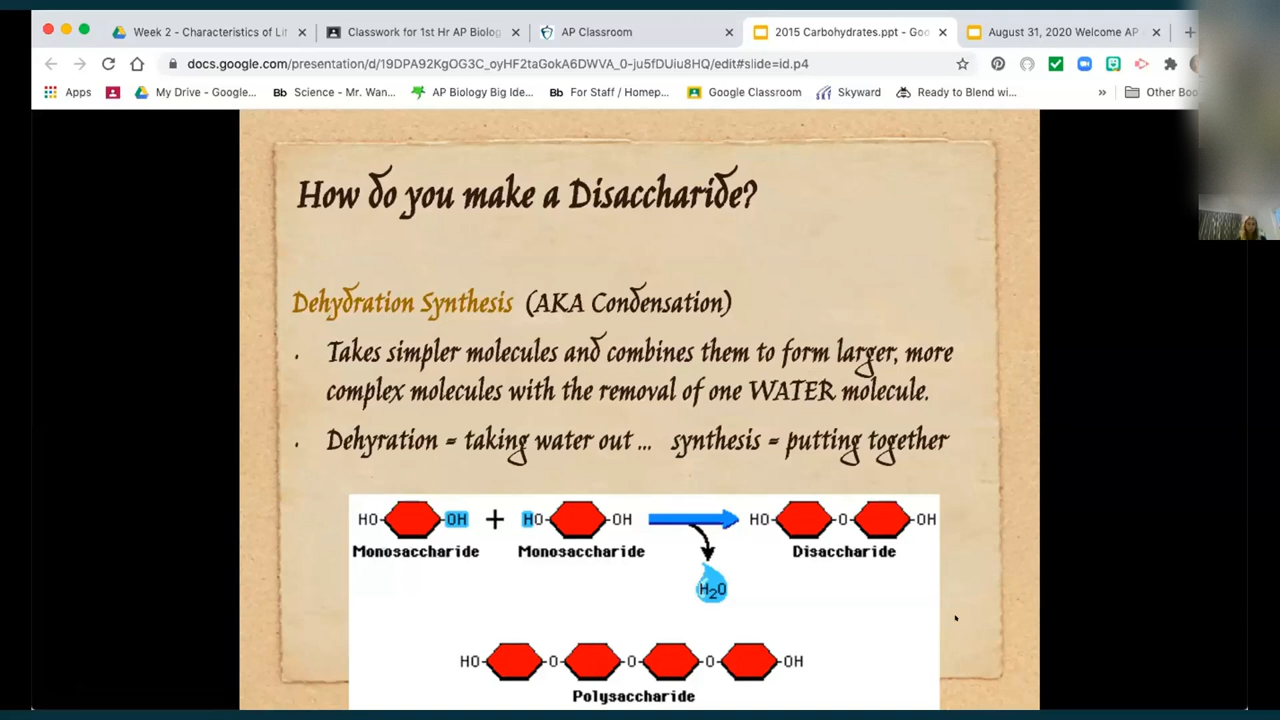 Week 2 - Characteristics of Lif
Classwork for 1st Hr AP Biolog
AP Classroom
2015 Carbohydrates.ppt - Goo
August 31, 2020 Welcome AP
docs.google.com/presentation/d/19DPA92KgOG3C_oyHF2taGokA6DWVA_0-ju5fDUiu8HQ/edit#slide=id.p4
Apps
My Drive - Google...
Bb Science - Mr. Wan...
AP Biology Big Ide...
Bb For Staff / Homep...
Google Classroom
Skyward
Ready to Blend wi...
»
Other Boo
How do you make a Disaccharide?
Dehydration Synthesis (AKA Condensation)
. Takes simpler molecules and combines them to form larger, more
complex molecules with the removal of one WATER molecule.
. Dehyration = taking water out ... synthesis = putting together
HO-OH + HO-OH HO-O-OH
Monosaccharide Monosaccharide Disaccharide
H2O
HO-O-O-O-OH
Polysaccharide